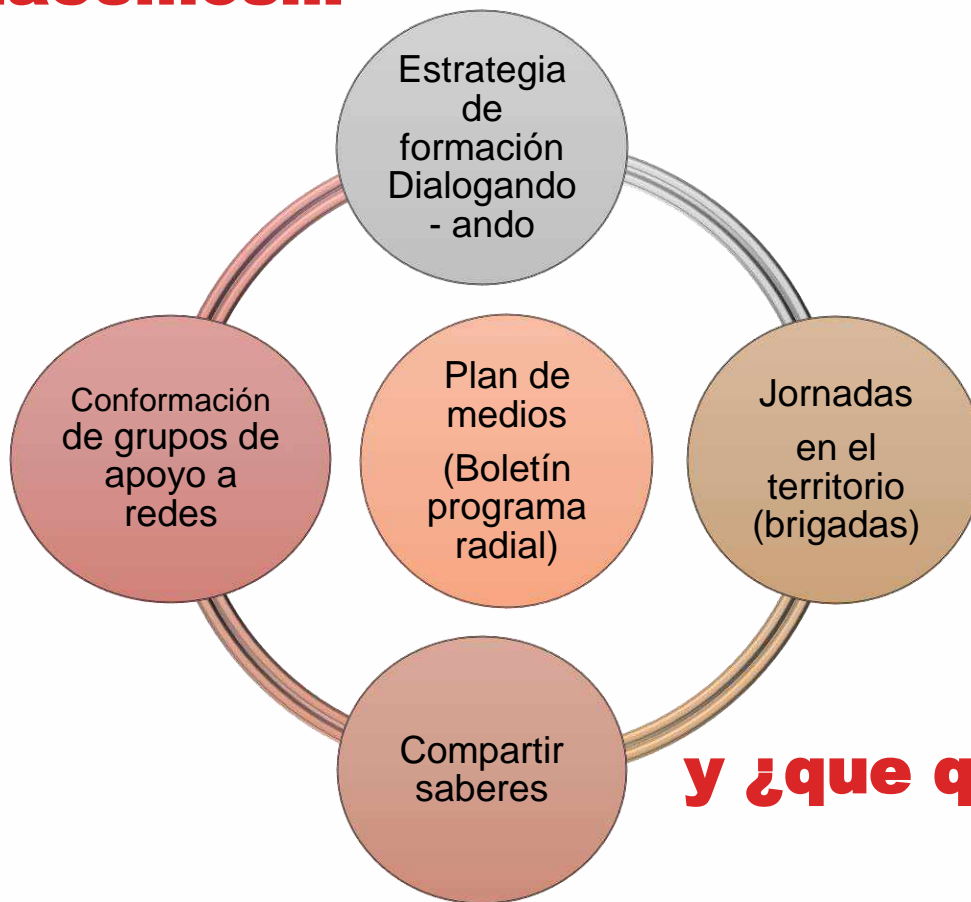 Estrategia
de
formación
Dialogando
- ando
Conformación
de grupos de
apoyo a
redes
Plan de
medios
(Boletín
programa
radial)
Jornadas
en el
territorio
(brigadas)
Compartir
saberes
y ¿que q